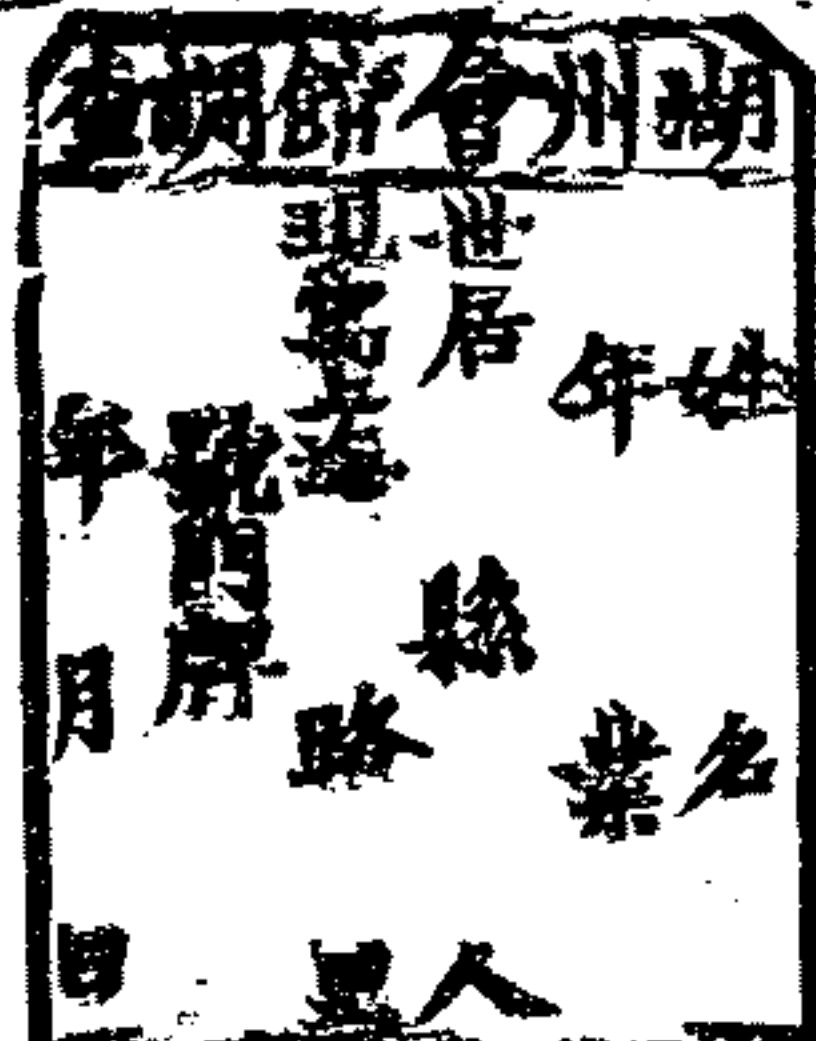 湖州會館調查
姓　名
年　業
世居　縣　人
現寓上海　路　里
號門牌
年　月　日